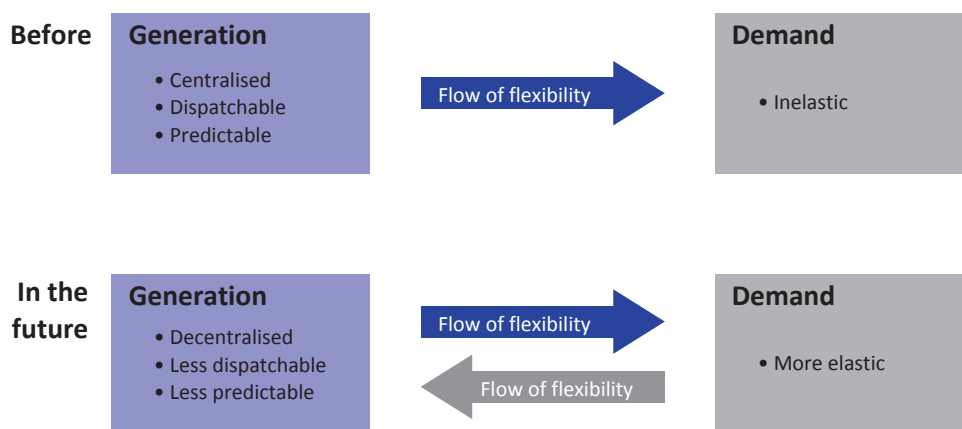 Before
Generation
• Centralised
• Dispatchable
• Predictable
Flow of flexibility
Demand
• Inelastic
In the
future
Generation
• Decentralised
• Less dispatchable
• Less predictable
Flow of flexibility
Flow of flexibility
Demand
• More elastic